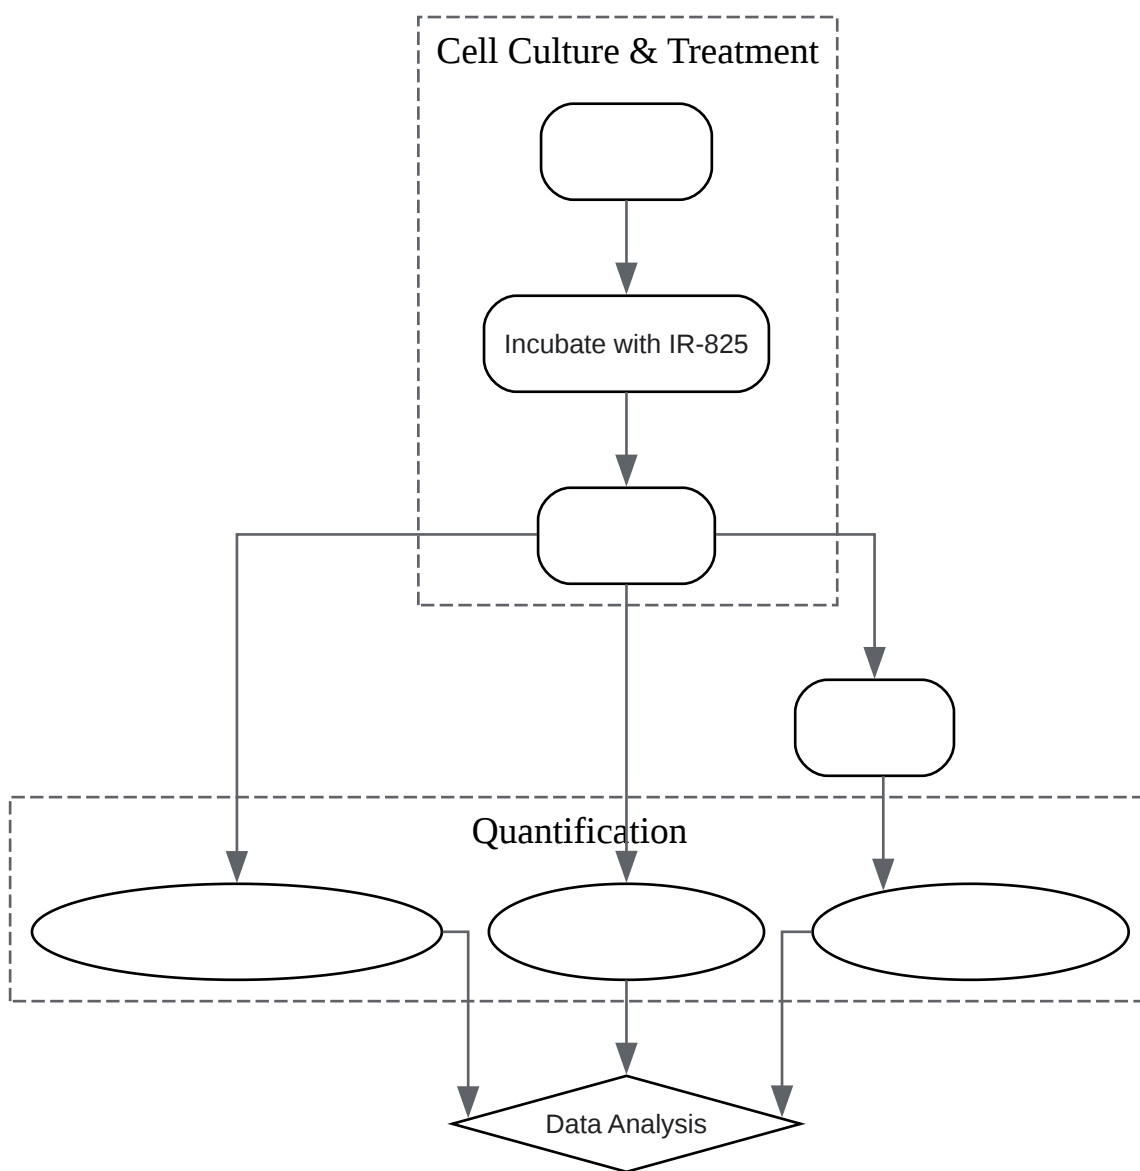 Cell Culture & Treatment
Incubate with IR-825
Quantification
Data Analysis